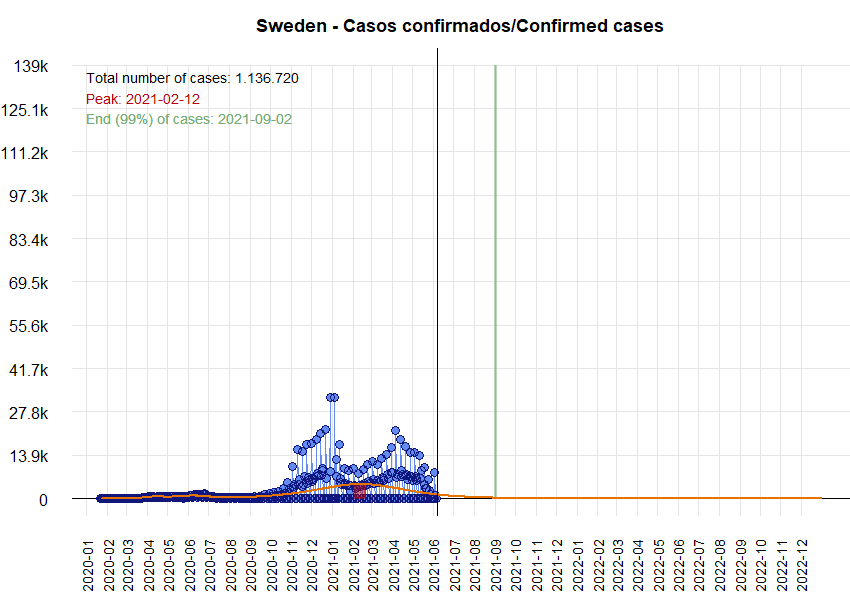 Sweden - Casos confirmados/Confirmed cases
139k
125.1k
111.2k
97.3k
83.4k
69.5k
55.6k
41.7k
27.8k
13.9k
0
Total number of cases: 1.136.720
Peak: 2021-02-12
End (99%) of cases: 2021-09-02
2020-01
2020-02
2020-03
2020-04
2020-05
2020-06
2020-07
2020-08
2020-09
2020-10
2020-11
2020-12
2021-01
2021-02
2021-03
2021-04
2021-05
2021-06
2021-07
2021-08
2021-09
2021-10
2021-11
2021-12
2022-01
2022-02
2022-03
2022-04
2022-05
2022-06
2022-07
2022-08
2022-09
2022-10
2022-11
2022-12